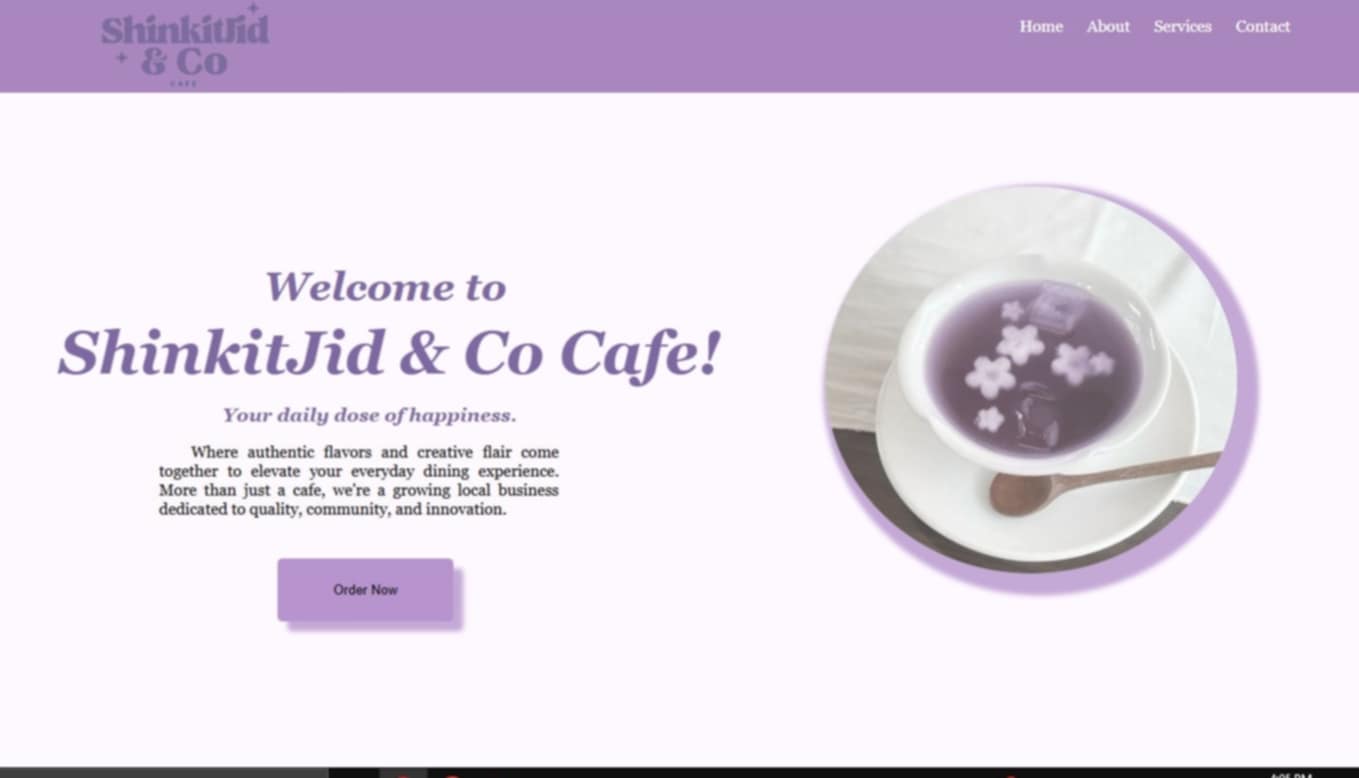 ShinkitJid
& Co
CAFE
Home About Services Contact
Welcome to
ShinkitJid & Co Cafe!
Your daily dose of happiness.
Where authentic flavors and creative flair come
together to elevate your everyday dining experience.
More than just a cafe, we're a growing local business
dedicated to quality, community, and innovation.
Order Now